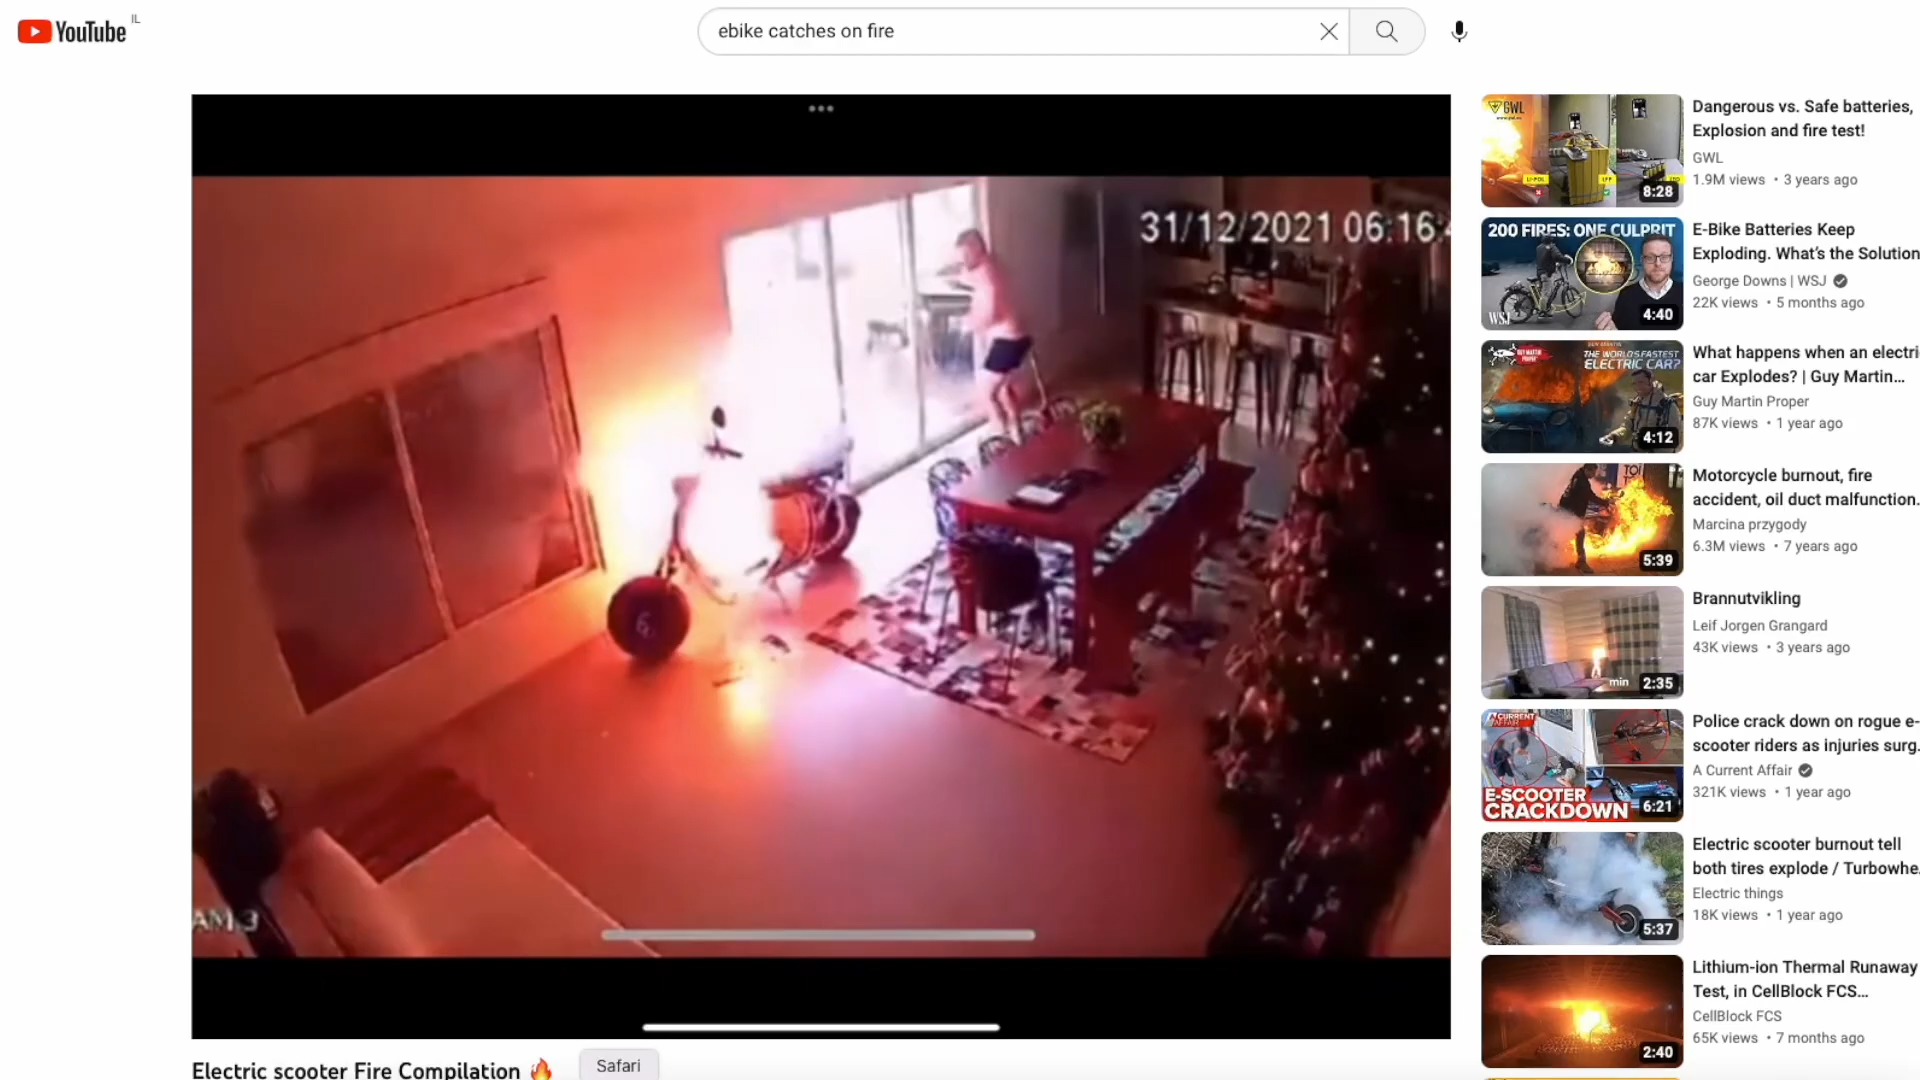 YouTube IL
ebike catches on fire
31/12/2021 06:16:
6
AM 3
Electric scooter Fire Compilation 🔥
Safari
GWL
LI-POL
LFP
8:28
Dangerous vs. Safe batteries,
Explosion and fire test!
GWL
1.9M views • 3 years ago
200 FIRES: ONE CULPRIT
WSJ
4:40
E-Bike Batteries Keep
Exploding. What's the Solution
George Downs | WSJ
22K views • 5 months ago
GUY MARTIN
PROPER
THE WORLD'S FASTEST
ELECTRIC CAR?
4:12
What happens when an electri
car Explodes? | Guy Martin...
Guy Martin Proper
87K views • 1 year ago
TOI
5:39
Motorcycle burnout, fire
accident, oil duct malfunction.
Marcina przygody
6.3M views • 7 years ago
min
2:35
Brannutvikling
Leif Jorgen Grangard
43K views • 3 years ago
A CURRENT
AFFAIR
E-SCOOTER
CRACKDOWN
6:21
Police crack down on rogue e-
scooter riders as injuries surg.
A Current Affair
321K views • 1 year ago
5:37
Electric scooter burnout tell
both tires explode / Turbowhe.
Electric things
18K views • 1 year ago
2:40
Lithium-ion Thermal Runaway
Test, in CellBlock FCS...
CellBlock FCS
65K views • 7 months ago